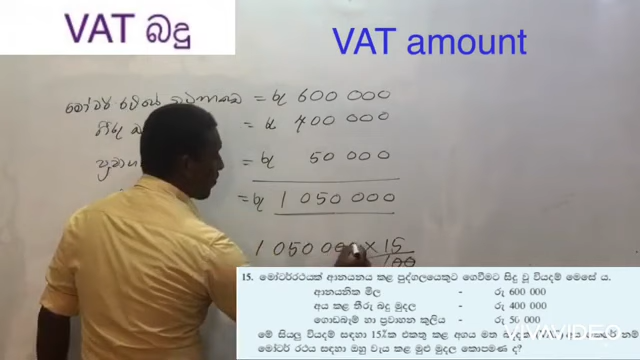 VAT බදු
VAT amount
මෝටර් රථයේ වටිනාකම = රු 600 000
තීරු = රු 400 000
= රු 50 000
= රු 1 050 000
1 050 000 × 15
100
15. මෝටර්රථයක් ආනයනය කළ පුද්ගලයෙකුට ගෙවීමට සිදු වූ වියදම් මෙසේ ය.
ආනයනික මිල - රු 600 000
අය කළ තීරු බදු මුදල - රු 400 000
ගොඩබෑම් හා ප්‍රවාහන කුලිය - රු 50 000
මේ සියලු වියදම් සඳහා 15%ක එකතු කළ අගය මත නම්
මෝටර් රථය සඳහා ඔහු වැය කළ මුළු මුදල කොපමණ ද?
VIVAVIDEO